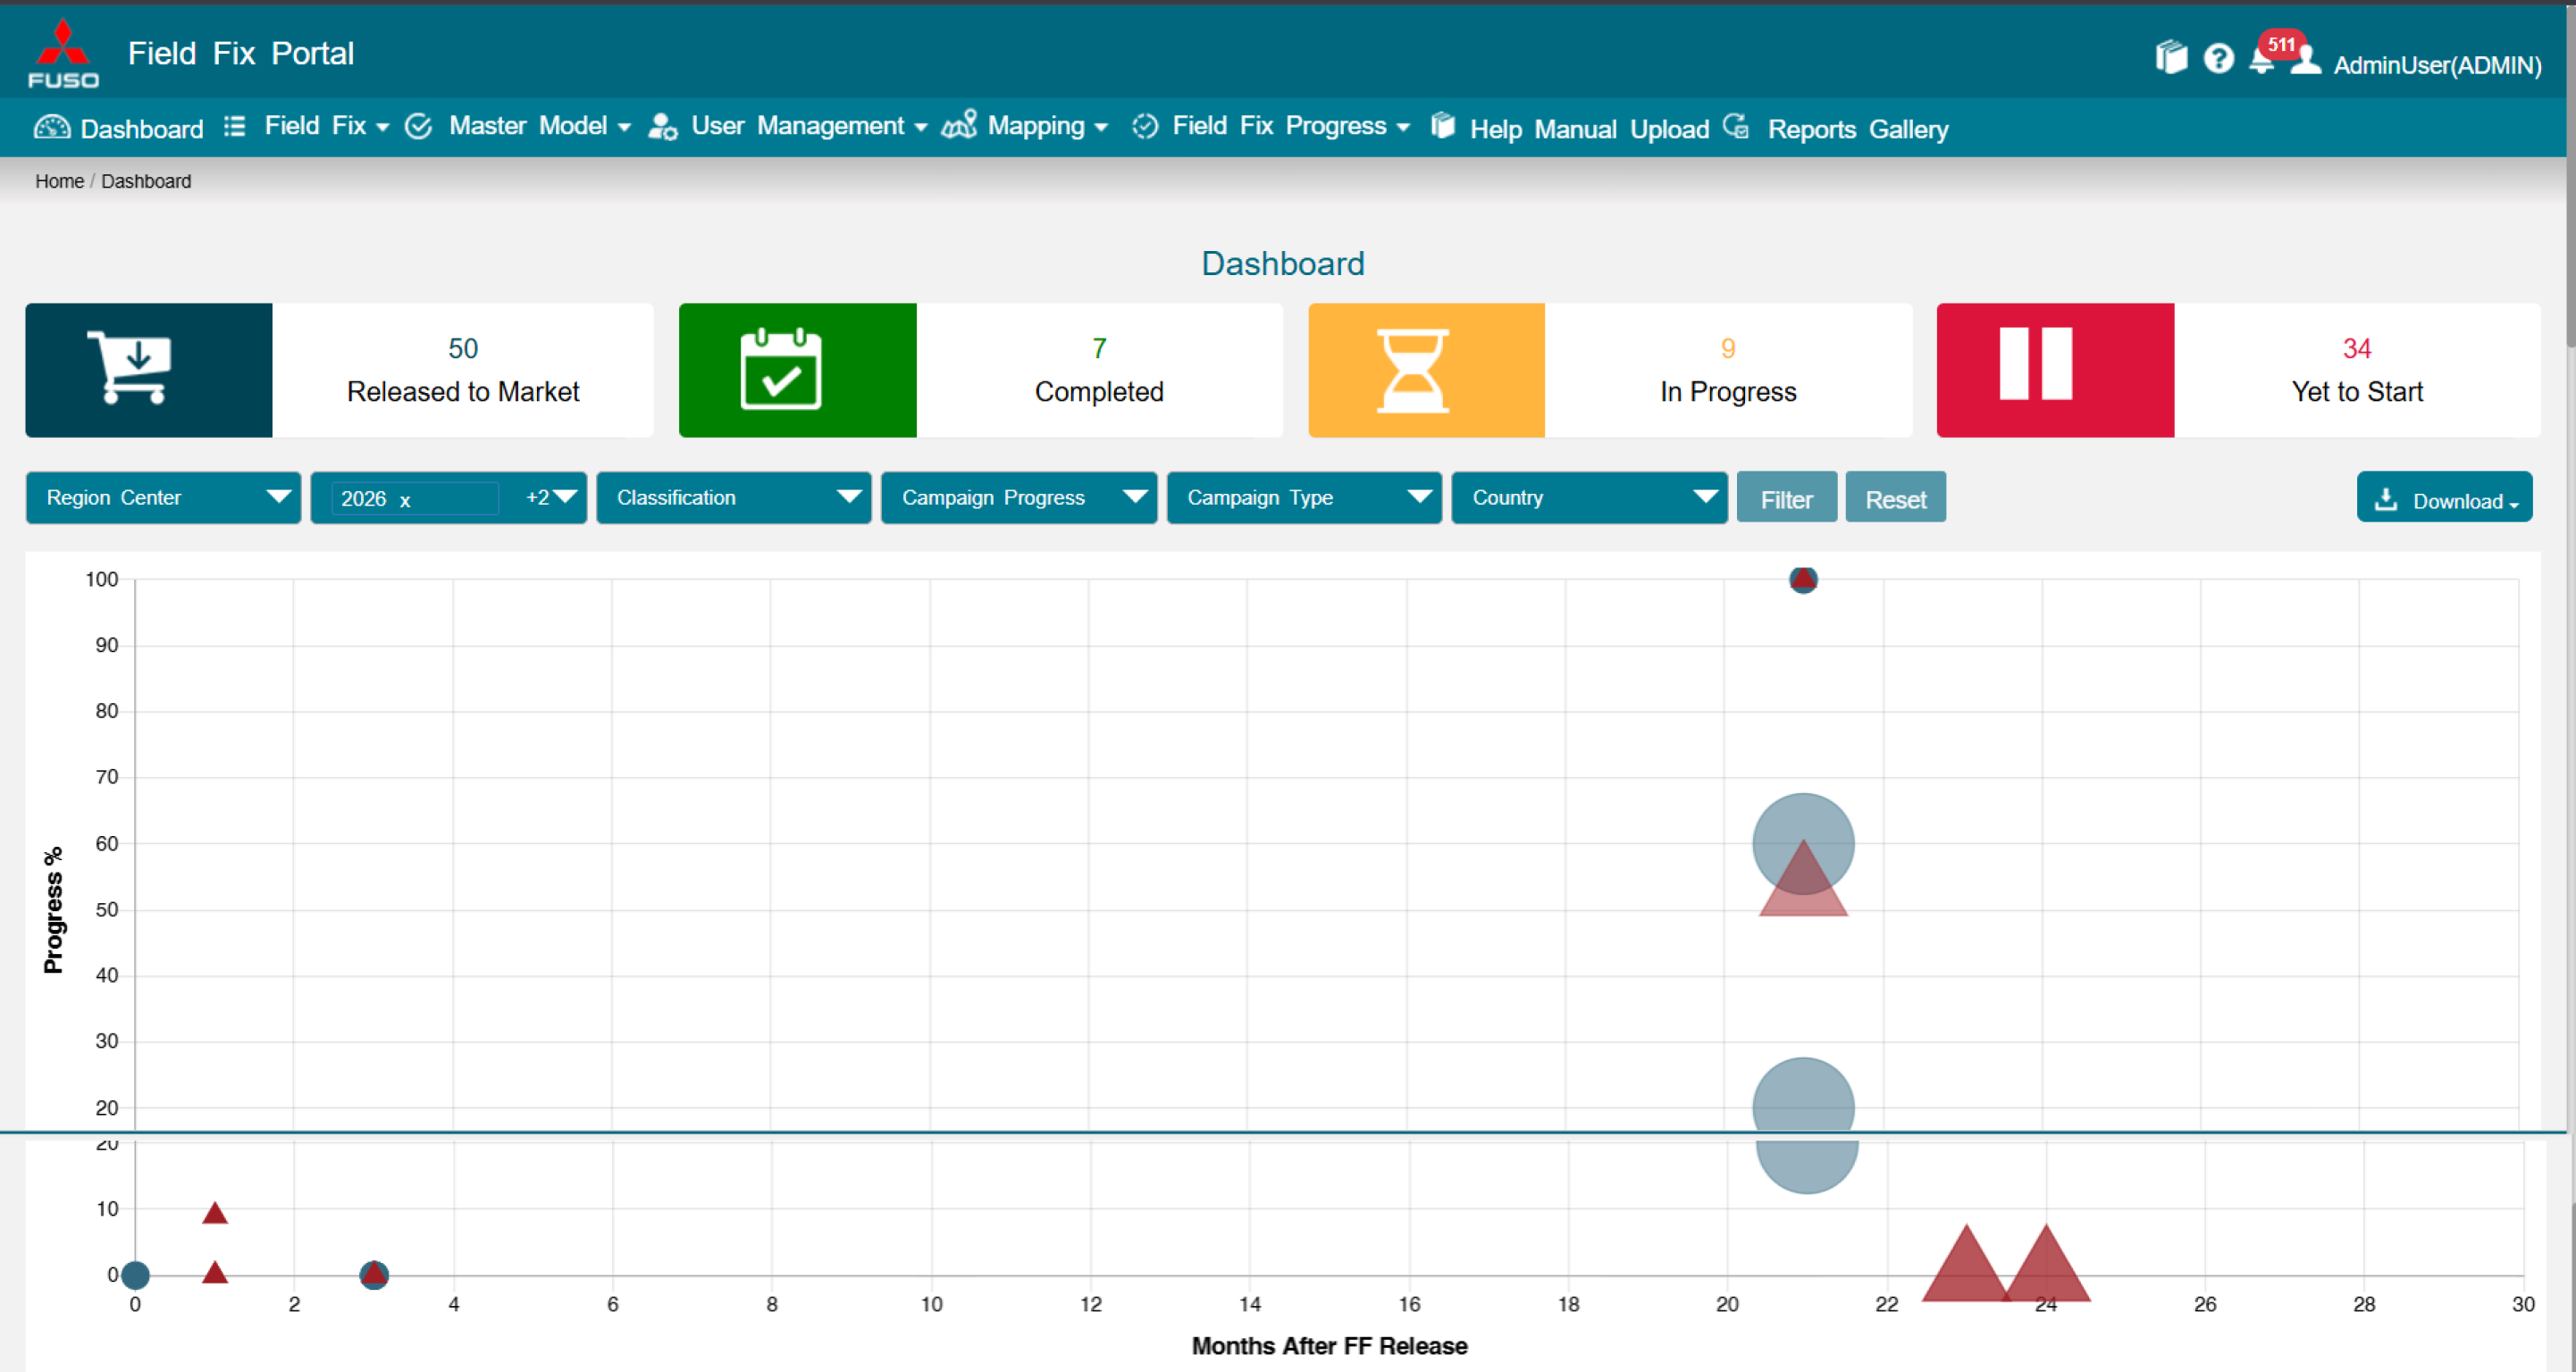 FUSO
Field Fix Portal
511
AdminUser(ADMIN)
Dashboard
Field Fix
Master Model
User Management
Mapping
Field Fix Progress
Help Manual Upload
Reports Gallery
Home / Dashboard
Dashboard
50
Released to Market
7
Completed
9
In Progress
34
Yet to Start
Region Center
2026 x +2
Classification
Campaign Progress
Campaign Type
Country
Filter
Reset
Download
Progress %
100
90
80
70
60
50
40
30
20
20
10
0
0 2 4 6 8 10 12 14 16 18 20 22 24 26 28 30
Months After FF Release